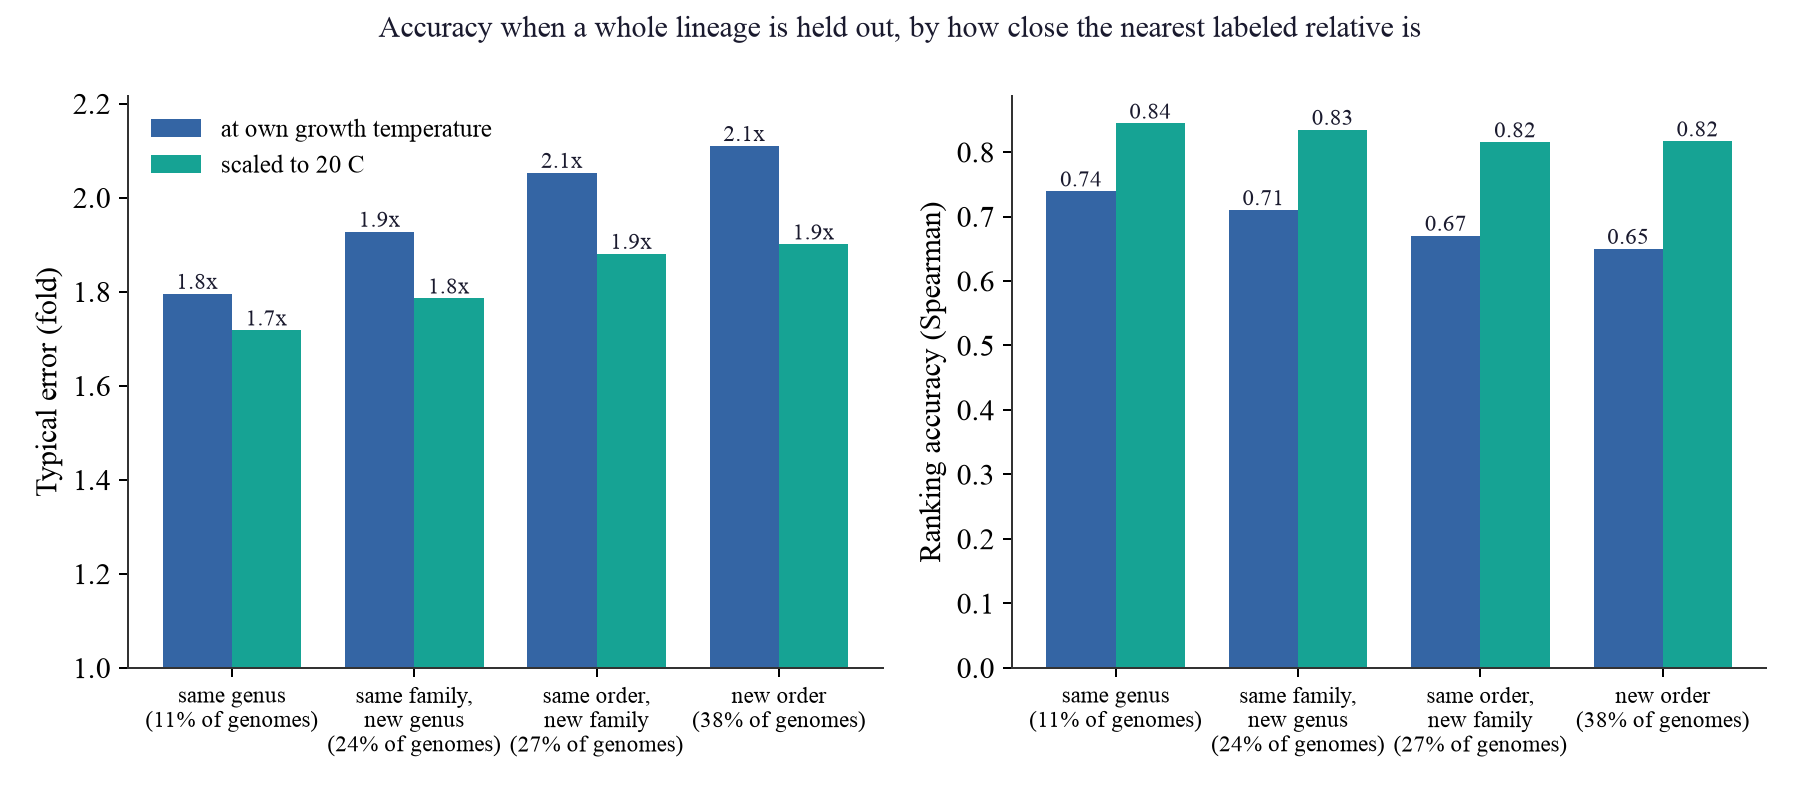 Accuracy when a whole lineage is held out, by how close the nearest labeled relative is
Typical error (fold)
2.2
2.0
1.8
1.6
1.4
1.2
1.0
at own growth temperature
scaled to 20 C
1.8x
1.7x
1.9x
1.8x
2.1x
1.9x
2.1x
1.9x
same genus
(11% of genomes)
same family,
new genus
(24% of genomes)
same order,
new family
(27% of genomes)
new order
(38% of genomes)
Ranking accuracy (Spearman)
0.8
0.7
0.6
0.5
0.4
0.3
0.2
0.1
0.0
0.74
0.84
0.71
0.83
0.67
0.82
0.65
0.82
same genus
(11% of genomes)
same family,
new genus
(24% of genomes)
same order,
new family
(27% of genomes)
new order
(38% of genomes)